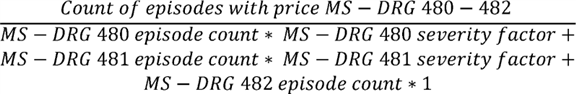 Count of episodes with price MS − DRG 480 − 482
MS − DRG 480 episode count * MS − DRG 480 severity factor +
MS − DRG 481 episode count * MS − DRG 481 severity factor +
MS − DRG 482 episode count * 1